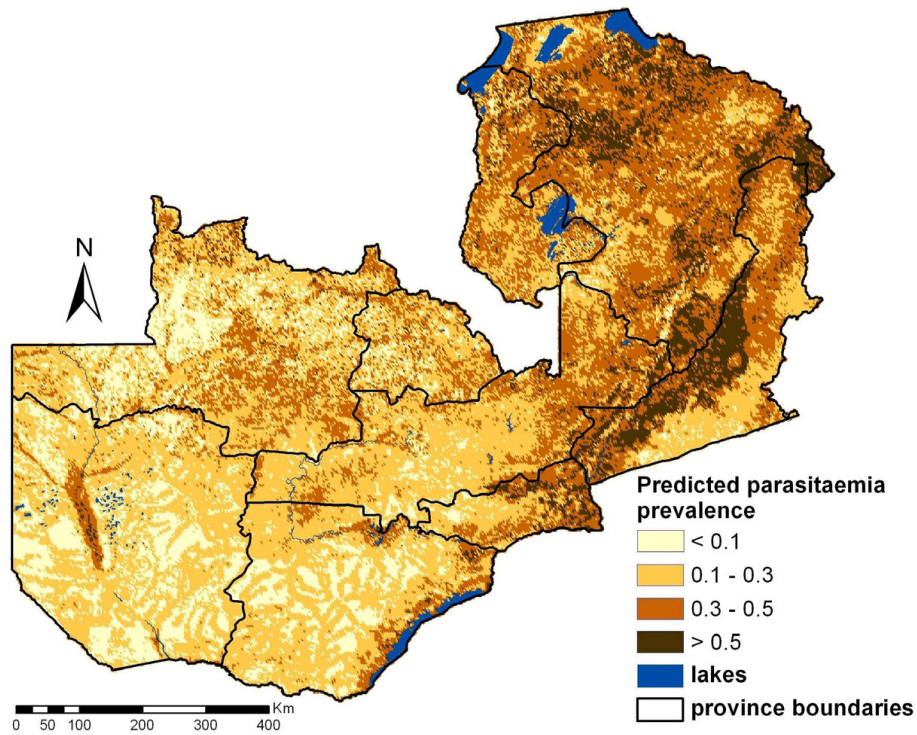 N
Predicted parasitaemia
prevalence
< 0.1
0.1 - 0.3
0.3 - 0.5
> 0.5
lakes
province boundaries
Km
0 50 100 200 300 400